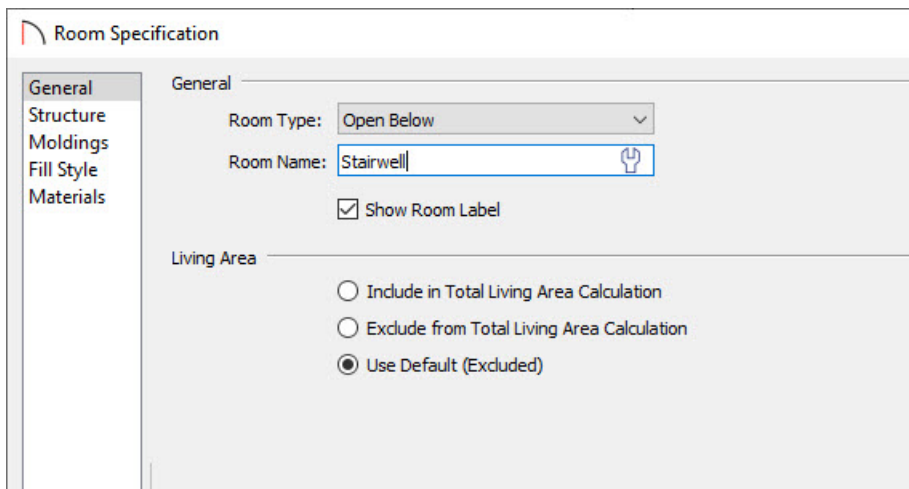 Room Specification
General
Structure
Moldings
Fill Style
Materials
General
Room Type: Open Below
Room Name: Stairwell
Show Room Label
Living Area
Include in Total Living Area Calculation
Exclude from Total Living Area Calculation
Use Default (Excluded)